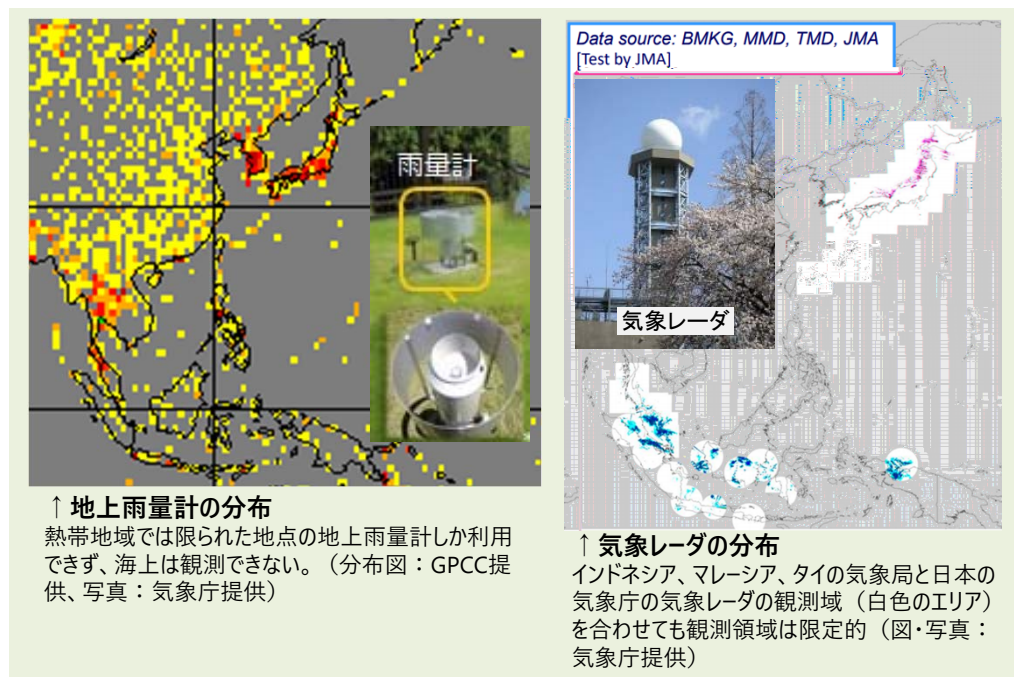 雨量計
↑地上雨量計の分布
熱帯地域では限られた地点の地上雨量計しか利用
できず、海上は観測できない。（分布図：GPCC提
供、写真：気象庁提供）
Data source: BMKG, MMD, TMD, JMA
[Test by JMA]
気象レーダ
↑気象レーダの分布
インドネシア、マレーシア、タイの気象局と日本の
気象庁の気象レーダの観測域（白色のエリア）
を合わせても観測領域は限定的（図・写真：
気象庁提供）